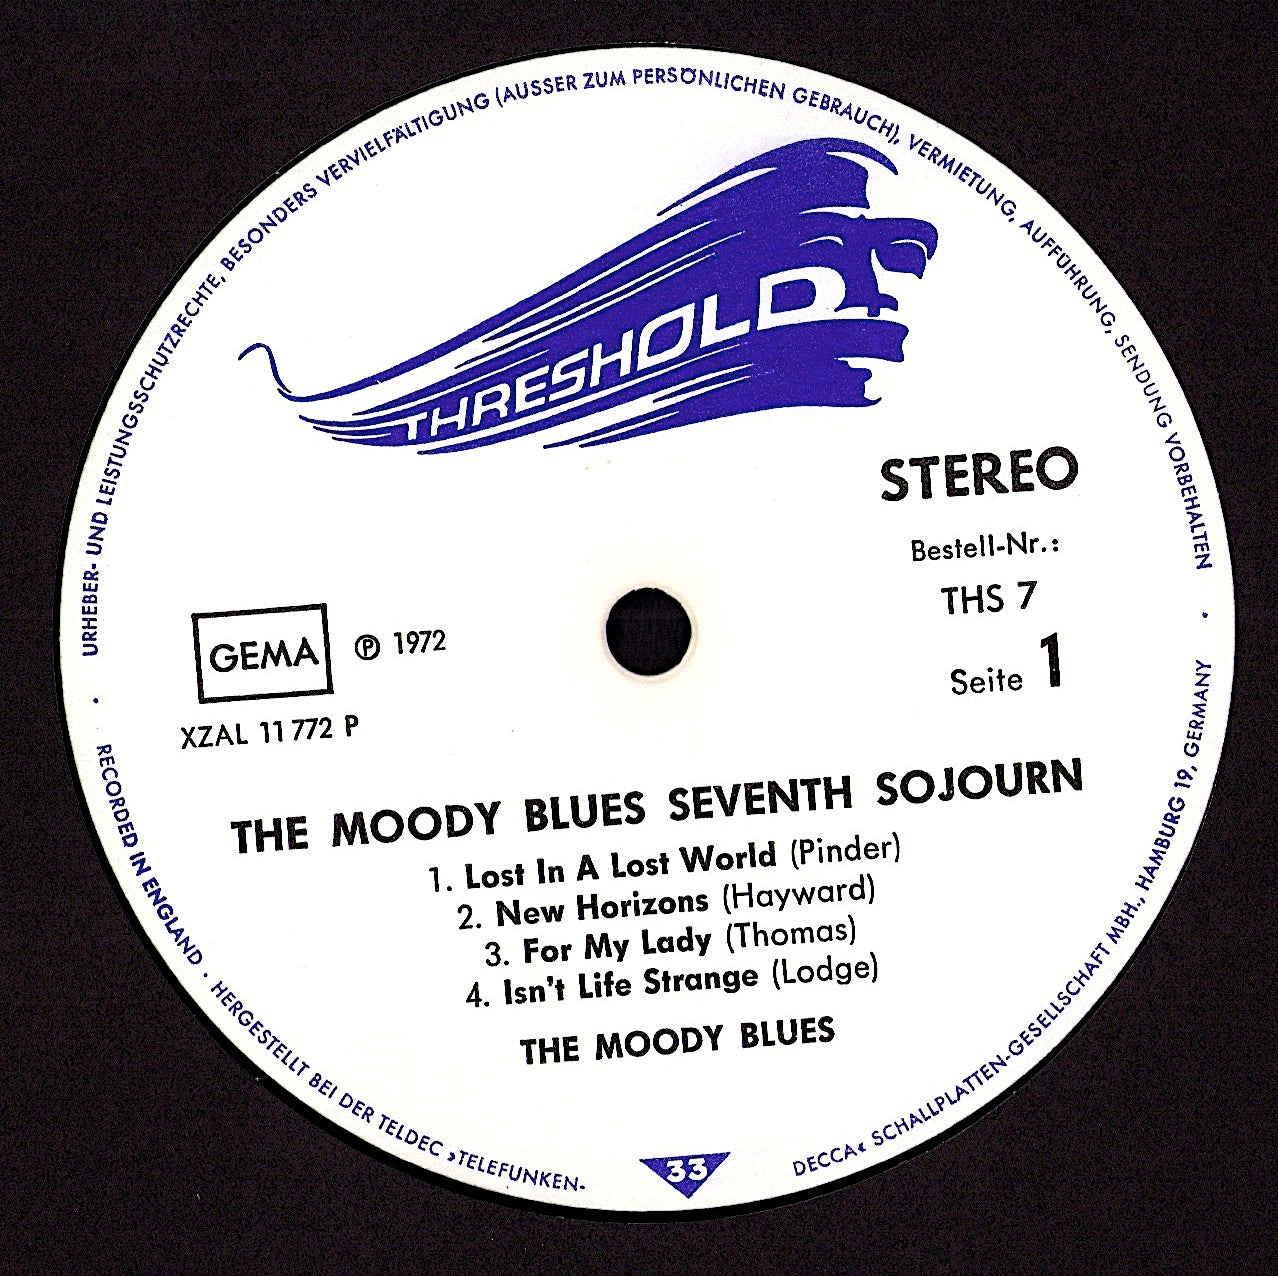 URHEBER- UND LEISTUNGSSCHUTZRECHTE, BESONDERS VERVIELFÄLTIGUNG (AUSSER ZUM PERSÖNLICHEN GEBRAUCH), VERMIETUNG, AUFFÜHRUNG, SENDUNG VORBEHALTEN
THRESHOLD
STEREO
Bestell-Nr.:
THS 7
Seite 1
GEMA ℗ 1972
XZAL 11 772 P
THE MOODY BLUES SEVENTH SOJOURN
1. Lost In A Lost World (Pinder)
2. New Horizons (Hayward)
3. For My Lady (Thomas)
4. Isn't Life Strange (Lodge)
THE MOODY BLUES
33
RECORDED IN ENGLAND · HERGESTELLT BEI DER TELDEC »TELEFUNKEN-DECCA« SCHALLPLATTEN-GESELLSCHAFT MBH., HAMBURG 19, GERMANY